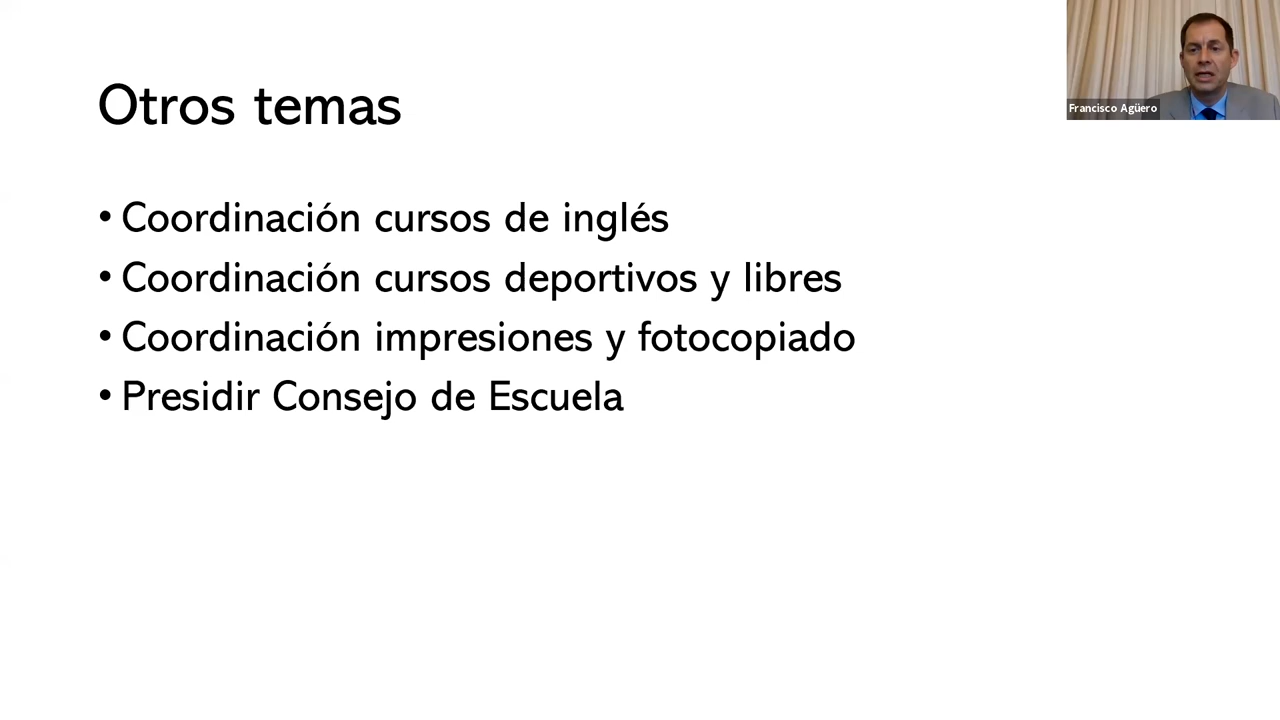 Otros temas
Francisco Agüero
• Coordinación cursos de inglés
• Coordinación cursos deportivos y libres
• Coordinación impresiones y fotocopiado
• Presidir Consejo de Escuela